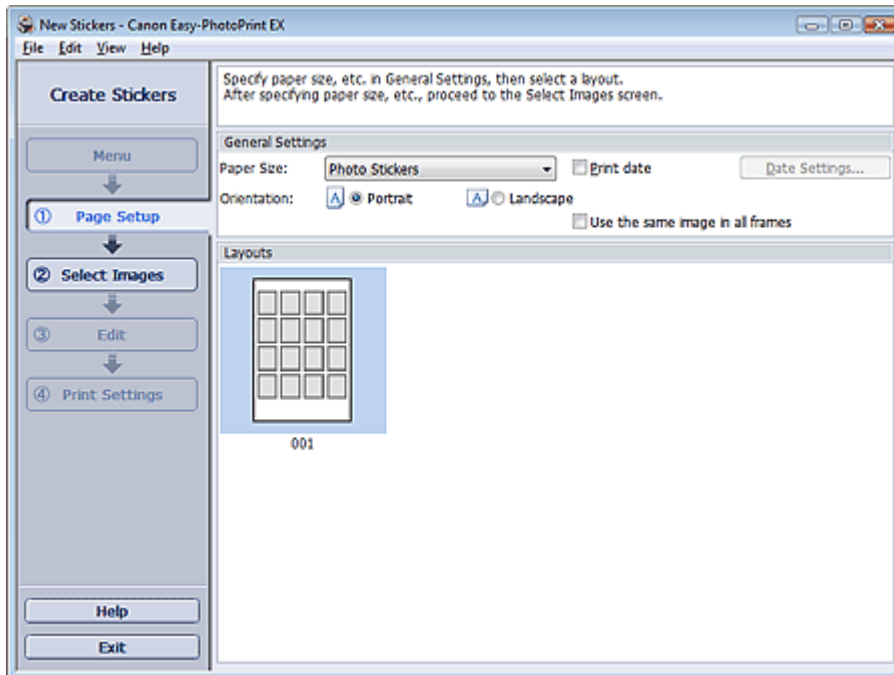 New Stickers - Canon Easy-PhotoPrint EX
File Edit View Help
Create Stickers
Menu
① Page Setup
② Select Images
③ Edit
④ Print Settings
Help
Exit
Specify paper size, etc. in General Settings, then select a layout.
After specifying paper size, etc., proceed to the Select Images screen.
General Settings
Paper Size: Photo Stickers Print date Date Settings...
Orientation: A Portrait A Landscape
Use the same image in all frames
Layouts
001